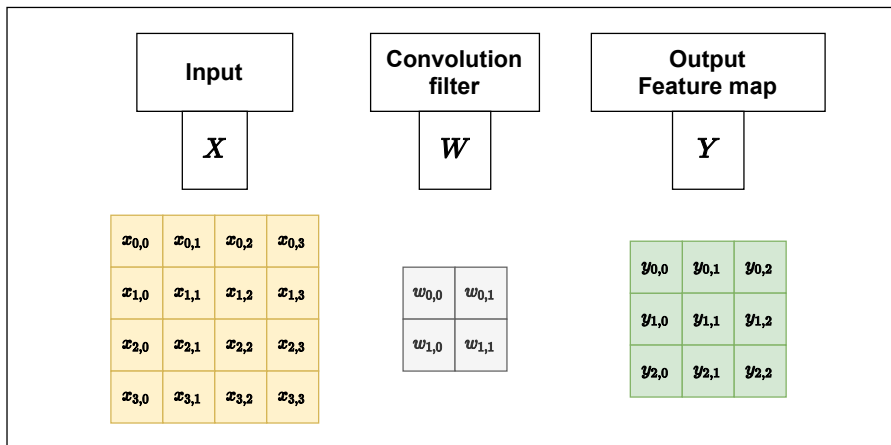 Input
Convolution
filter
Output
Feature map
X
W
Y
x0,0 x0,1 x0,2 x0,3
x1,0 x1,1 x1,2 x1,3
x2,0 x2,1 x2,2 x2,3
x3,0 x3,1 x3,2 x3,3
w0,0 w0,1
w1,0 w1,1
y0,0 y0,1 y0,2
y1,0 y1,1 y1,2
y2,0 y2,1 y2,2